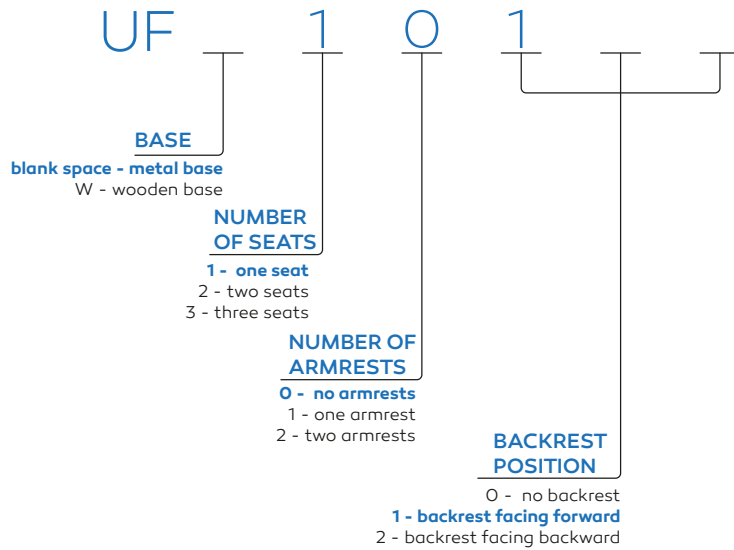 UF 1 0 1
BASE
blank space - metal base
W - wooden base
NUMBER
OF SEATS
1 - one seat
2 - two seats
3 - three seats
NUMBER OF
ARMRESTS
0 - no armrests
1 - one armrest
2 - two armrests
BACKREST
POSITION
0 - no backrest
1 - backrest facing forward
2 - backrest facing backward